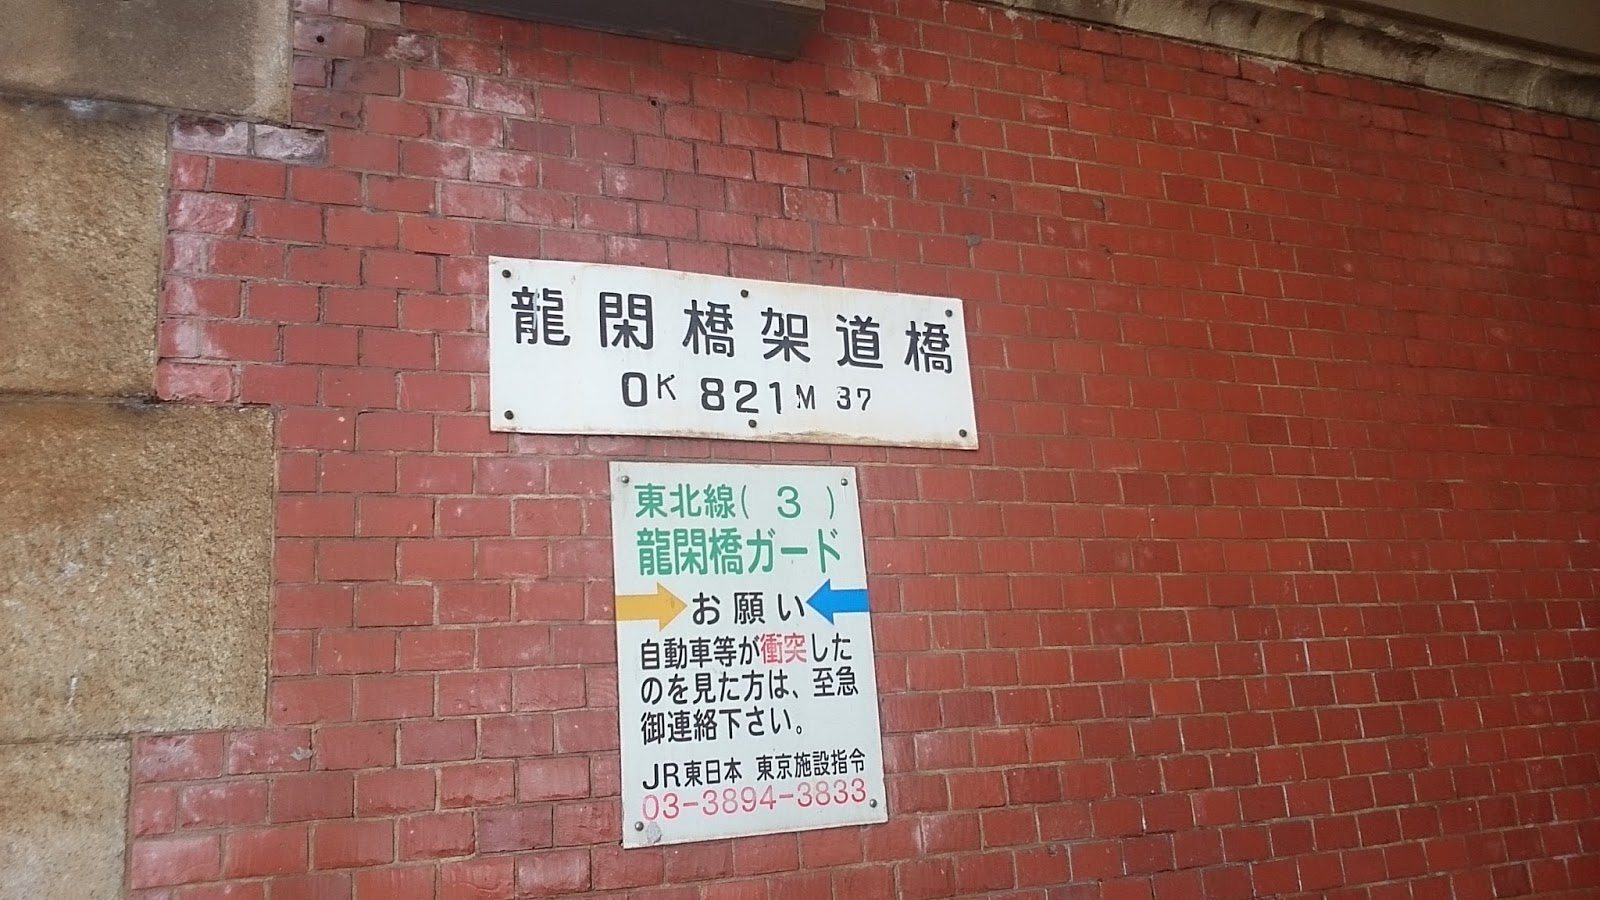 龍閑橋架道橋
0K 821M 37
東北線( 3 )
龍閑橋ガード
お願い
自動車等が衝突した
のを見た方は、至急
御連絡下さい。
JR東日本 東京施設指令
03-3894-3833